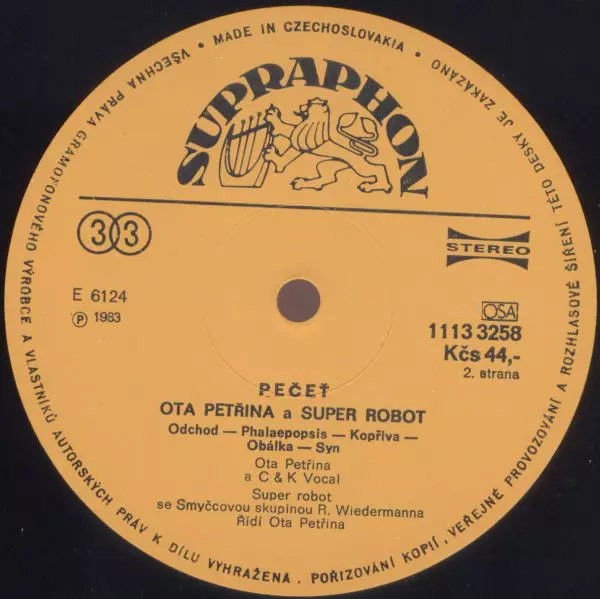 VŠECHNA PRÁVA GRAMOFONOVÉHO VÝROBCE A VLASTNÍKŮ AUTORSKÝCH PRÁV K DÍLU VYHRAŽENA. POŘIZOVÁNÍ KOPIÍ, VEŘEJNÉ PROVOZOVÁNÍ A ROZHLASOVÉ ŠÍŘENÍ TÉTO DESKY JE ZAKÁZÁNO • MADE IN CZECHOSLOVAKIA •
SUPRAPHON
33
STEREO
E 6124
℗ 1983
OSA
1113 3258
Kčs 44,-
2. strana
PEČEŤ
OTA PETŘINA a SUPER ROBOT
Odchod — Phalaepopsis — Kopřiva —
Obálka — Syn
Ota Petřina
a C & K Vocal
Super robot
se Smyčcovou skupinou R. Wiedermanna
Řídí Ota Petřina